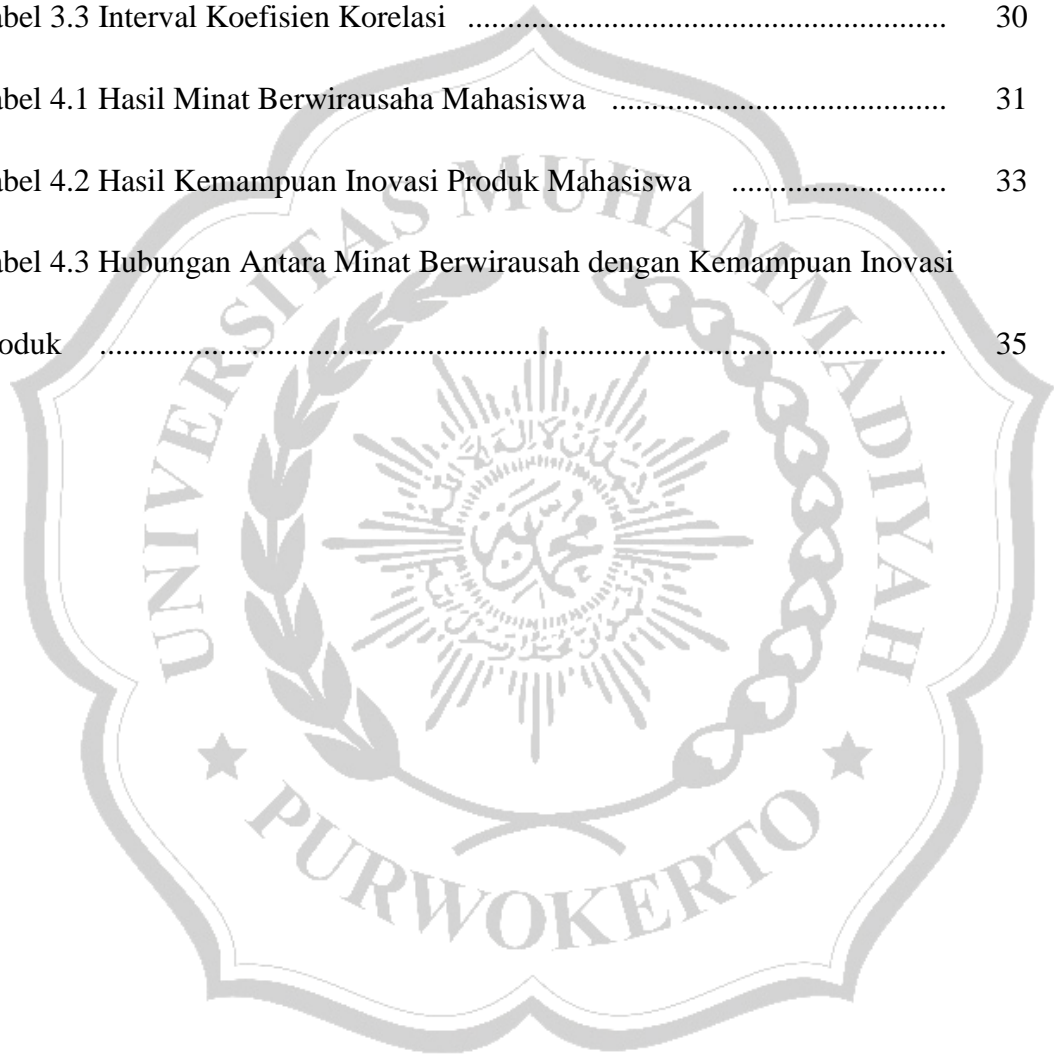 abel 3.3 Interval Koefisien Korelasi ........................................................... 30
abel 4.1 Hasil Minat Berwirausaha Mahasiswa ......................................... 31
abel 4.2 Hasil Kemampuan Inovasi Produk Mahasiswa .......................... 33
abel 4.3 Hubungan Antara Minat Berwirausah dengan Kemampuan Inovasi
oduk ........................................................................................................ 35
UNIVERSITAS MUHAMMADIYAH
PURWOKERTO